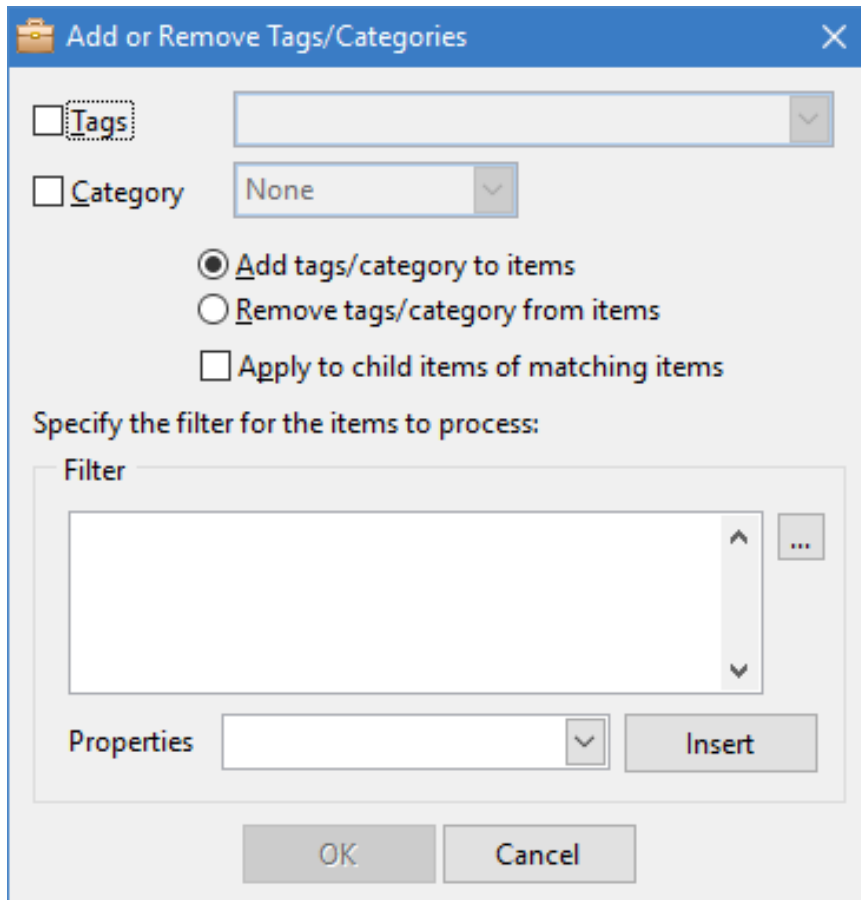 Add or Remove Tags/Categories
Tags
Category None
Add tags/category to items
Remove tags/category from items
Apply to child items of matching items
Specify the filter for the items to process:
Filter
...
Properties Insert
OK Cancel